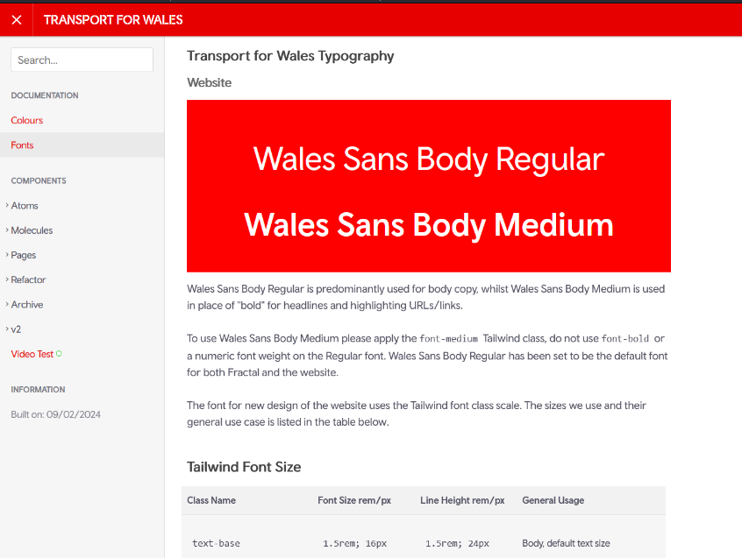 TRANSPORT FOR WALES
Search...
DOCUMENTATION
Colours
Fonts
COMPONENTS
Atoms
Molecules
Pages
Refactor
Archive
v2
Video Test
INFORMATION
Built on: 09/02/2024
Transport for Wales Typography
Website
Wales Sans Body Regular
Wales Sans Body Medium
Wales Sans Body Regular is predominantly used for body copy, whilst Wales Sans Body Medium is used
in place of "bold" for headlines and highlighting URLs/links.
To use Wales Sans Body Medium please apply the font-medium Tailwind class, do not use font-bold or
a numeric font weight on the Regular font. Wales Sans Body Regular has been set to be the default font
for both Fractal and the website.
The font for new design of the website uses the Tailwind font class scale. The sizes we use and their
general use case is listed in the table below.
Tailwind Font Size
Class Name Font Size rem/px Line Height rem/px General Usage
text-base 1.5rem; 16px 1.5rem; 24px Body, default text size